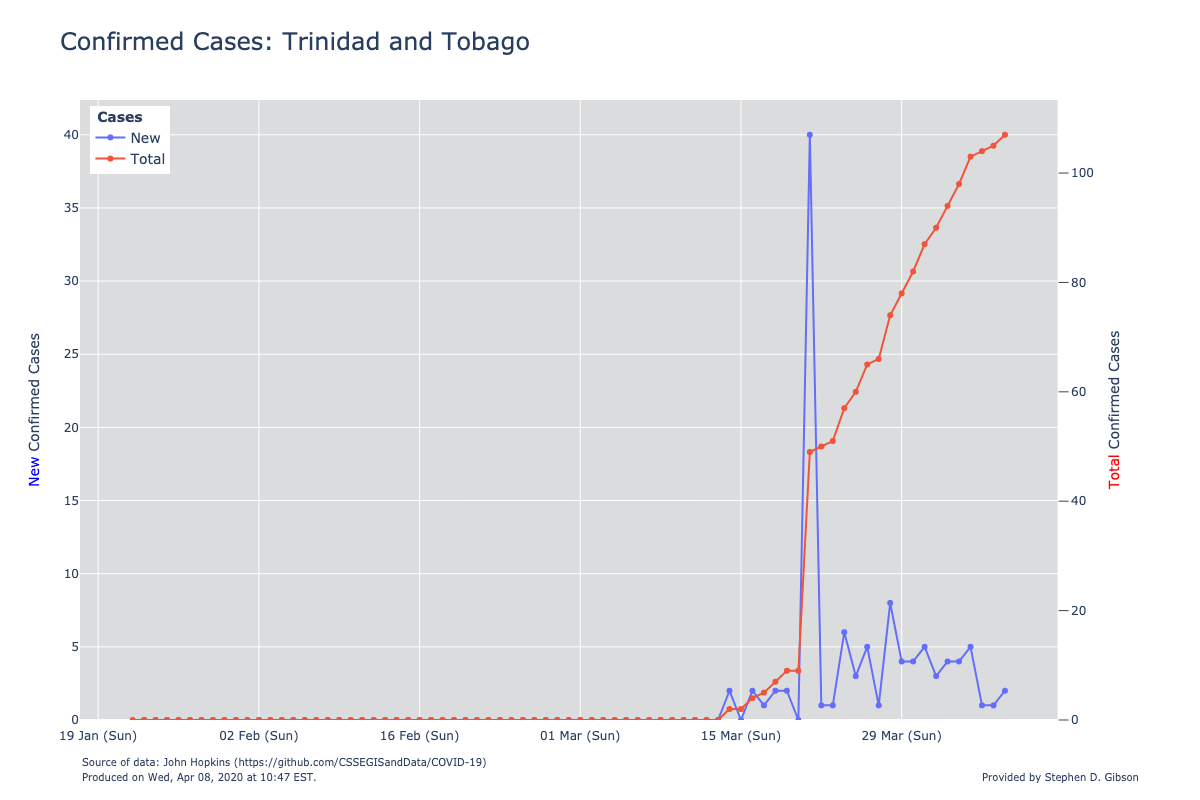 Confirmed Cases: Trinidad and Tobago
Cases
New
Total
40
35
30
25
20
15
10
5
0
100
80
60
40
20
0
New Confirmed Cases
Total Confirmed Cases
19 Jan (Sun)
02 Feb (Sun)
16 Feb (Sun)
01 Mar (Sun)
15 Mar (Sun)
29 Mar (Sun)
Source of data: John Hopkins (https://github.com/CSSEGISandData/COVID-19)
Produced on Wed, Apr 08, 2020 at 10:47 EST.
Provided by Stephen D. Gibson